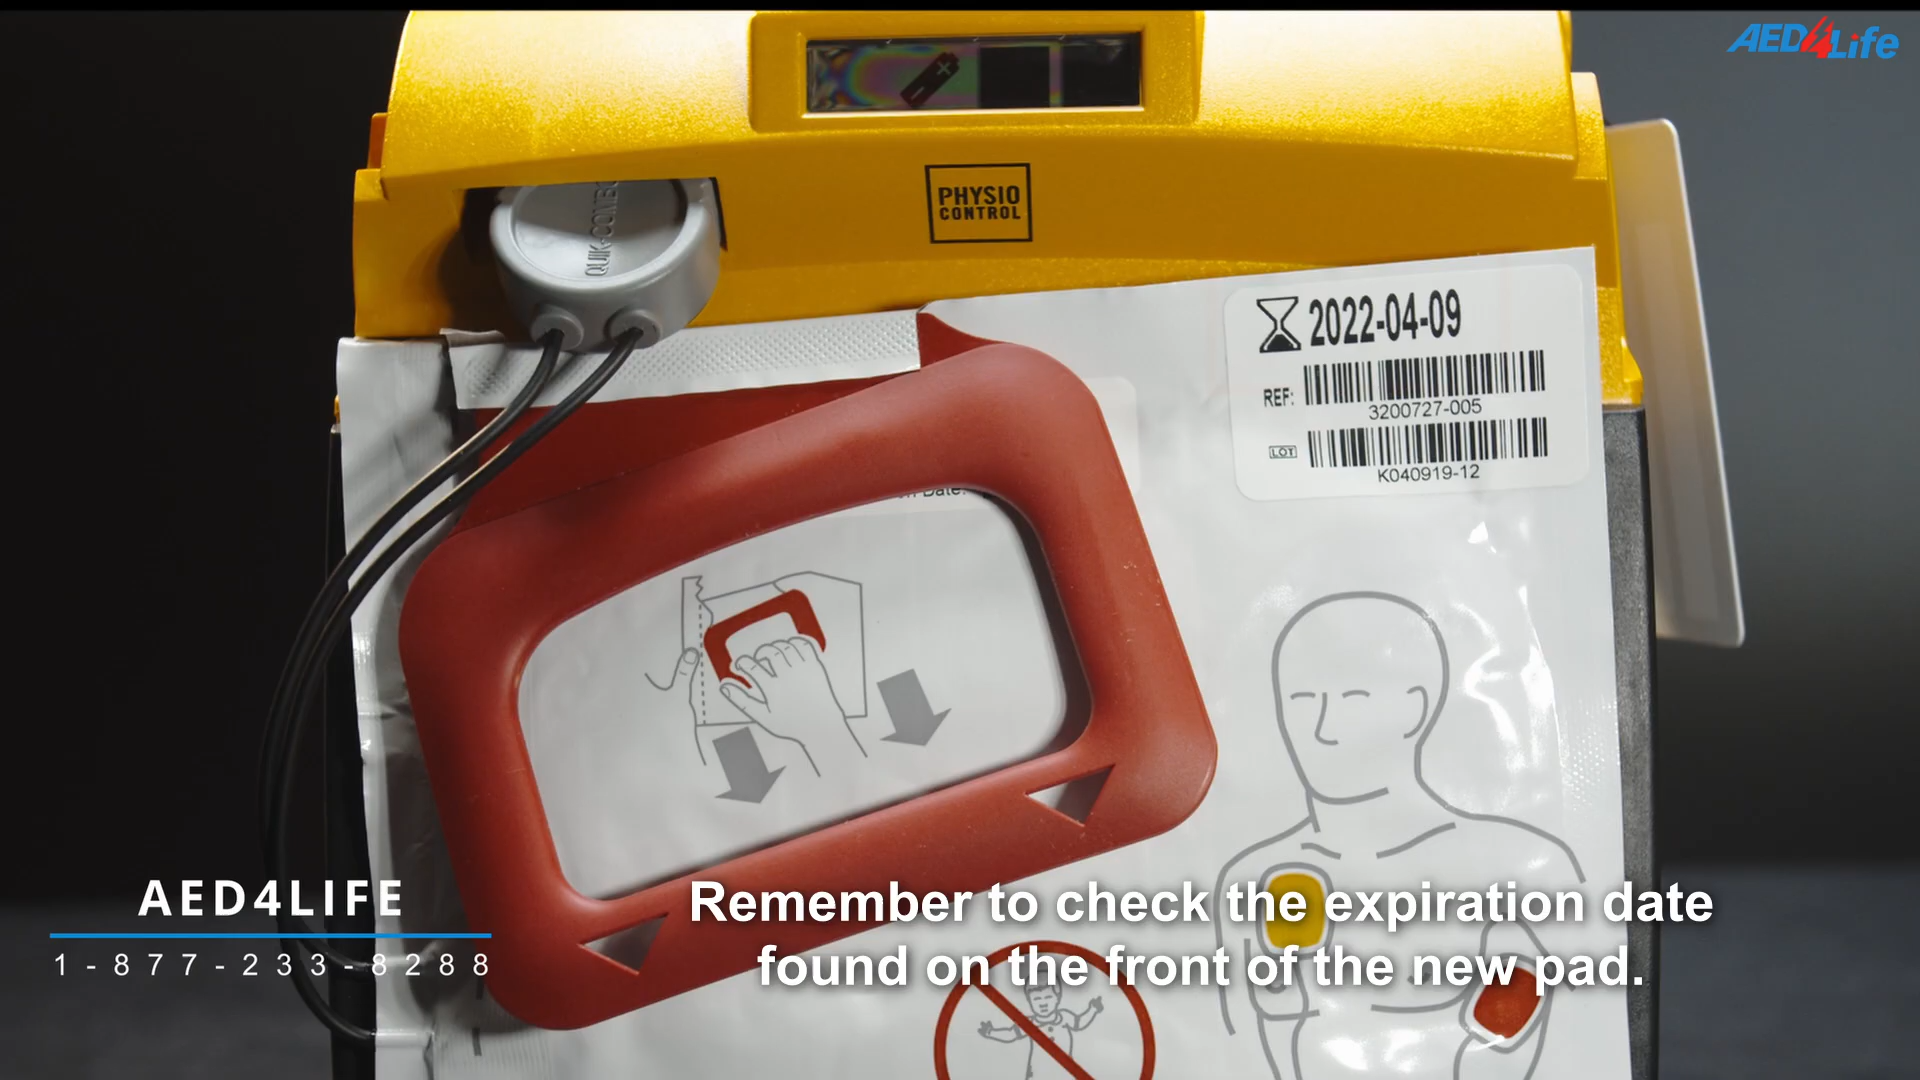 AED4Life
QUIK-COMBO
PHYSIO
CONTROL
2022-04-09
REF:
3200727-005
LOT
K040919-12
Date:
AED4LIFE
1-877-233-8288
Remember to check the expiration date
found on the front of the new pad.